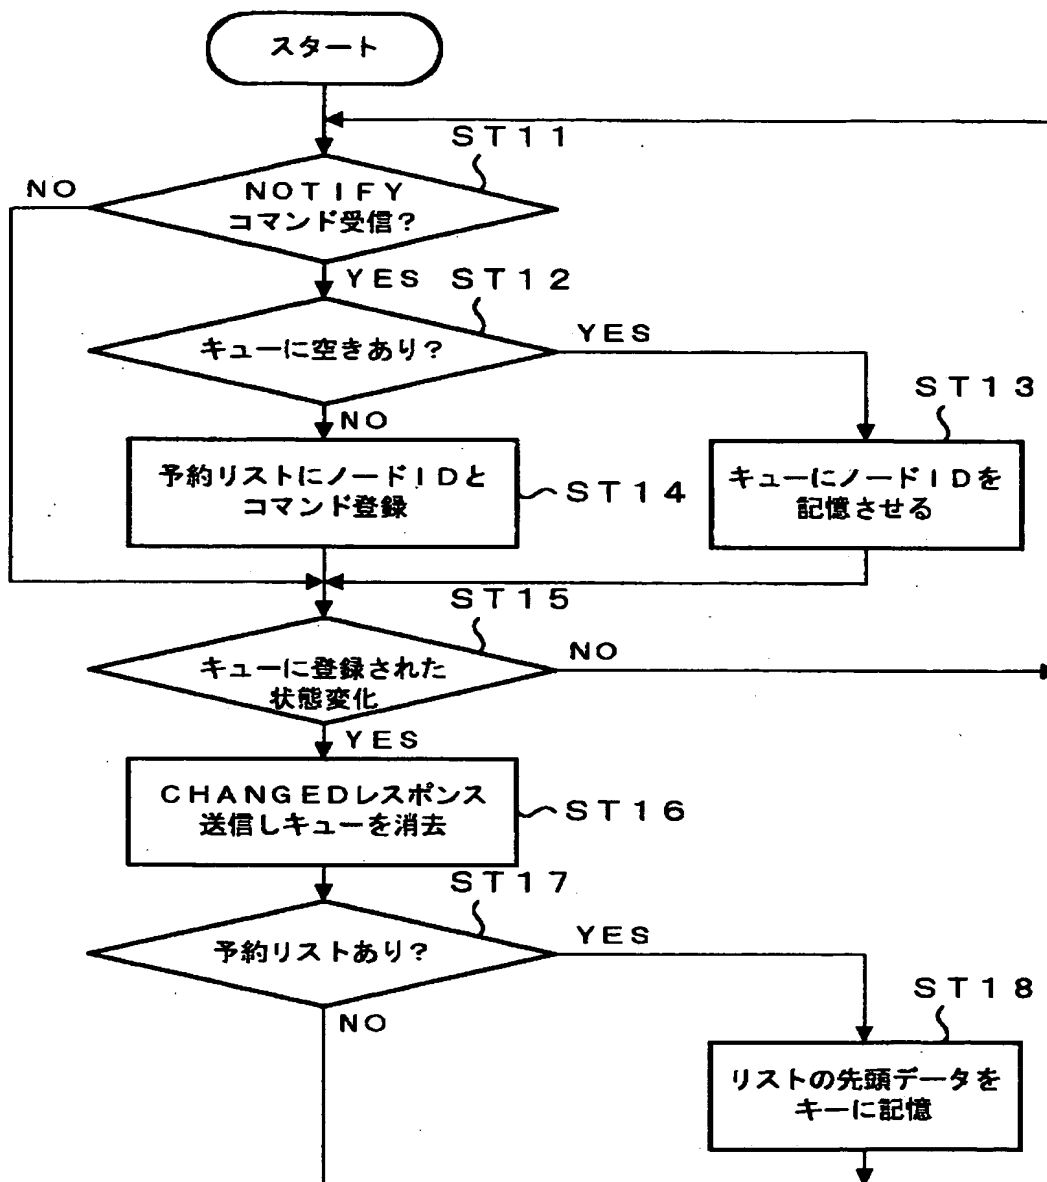 スタート
ST11
NO
NOTIFY
コマンド受信?
YES
ST12
キューに空きあり?
YES
ST13
NO
予約リストにノードIDと
コマンド登録
ST14
キューにノードIDを
記憶させる
ST15
キューに登録された
状態変化
NO
YES
CHANGEDレスポンス
送信しキューを消去
ST16
ST17
予約リストあり?
YES
ST18
NO
リストの先頭データを
キーに記憶